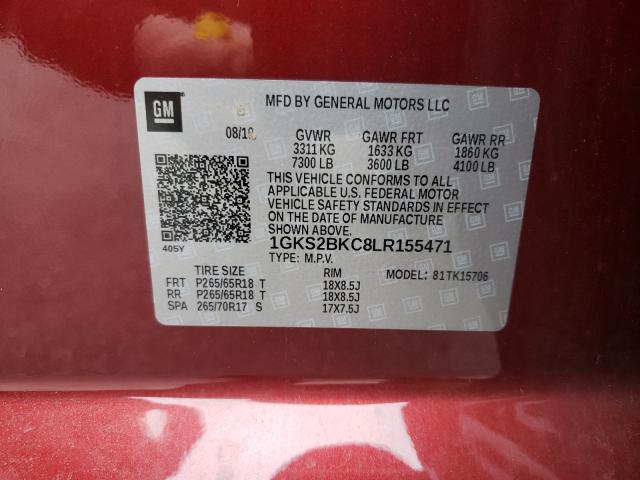 GM
MFD BY GENERAL MOTORS LLC
08/19 GVWR GAWR FRT GAWR RR
3311 KG 1633 KG 1860 KG
7300 LB 3600 LB 4100 LB
THIS VEHICLE CONFORMS TO ALL
APPLICABLE U.S. FEDERAL MOTOR
VEHICLE SAFETY STANDARDS IN EFFECT
ON THE DATE OF MANUFACTURE
SHOWN ABOVE.
405Y
1GKS2BKC8LR155471
TYPE: M.P.V.
TIRE SIZE RIM MODEL: 81TK15706
FRT P265/65R18 T 18X8.5J
RR P265/65R18 T 18X8.5J
SPA 265/70R17 S 17X7.5J